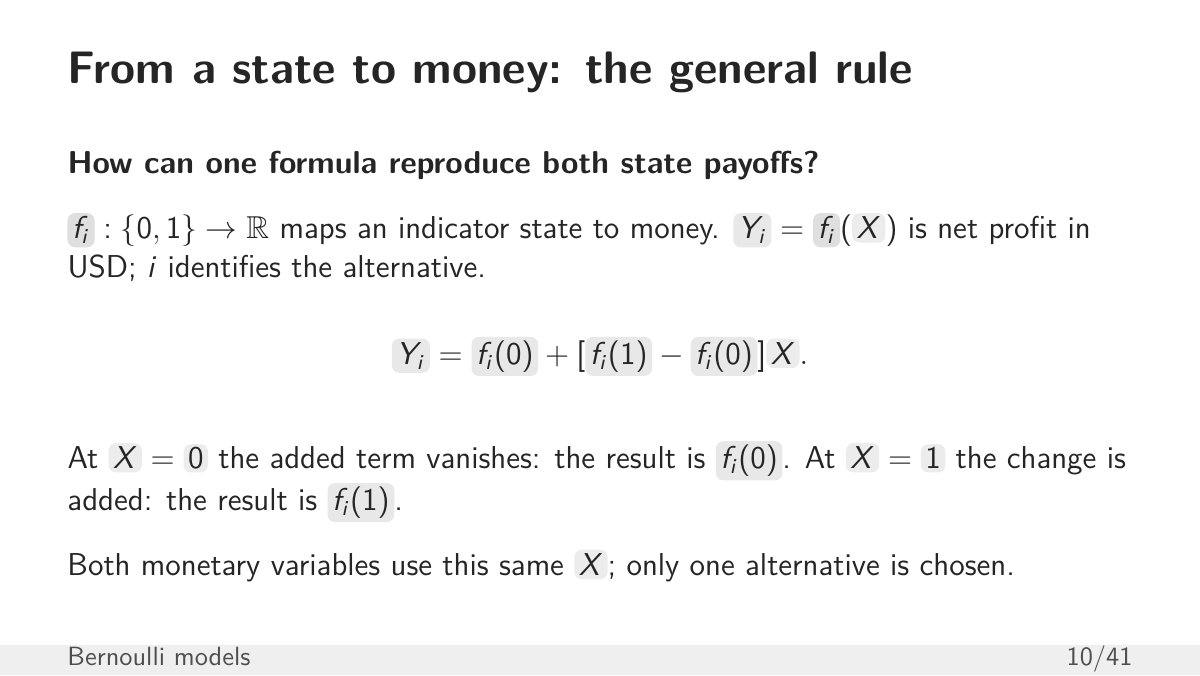 From a state to money: the general rule
How can one formula reproduce both state payoffs?
fᵢ : {0, 1} → ℝ maps an indicator state to money. Yᵢ = fᵢ(X) is net profit in
USD; i identifies the alternative.
Yᵢ = fᵢ(0) + [fᵢ(1) − fᵢ(0)]X.
At X = 0 the added term vanishes: the result is fᵢ(0). At X = 1 the change is
added: the result is fᵢ(1).
Both monetary variables use this same X; only one alternative is chosen.
Bernoulli models
10/41